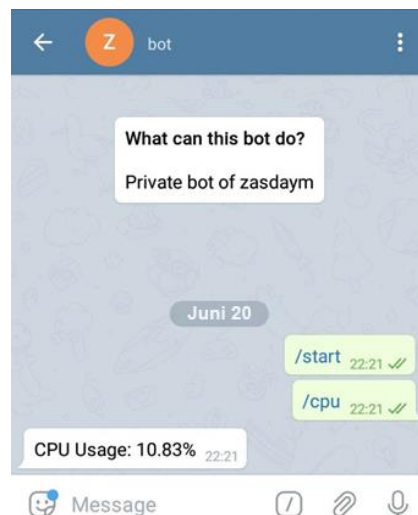 Z bot
What can this bot do?
Private bot of zasdaym
Juni 20
/start 22:21
/cpu 22:21
CPU Usage: 10.83% 22:21
Message